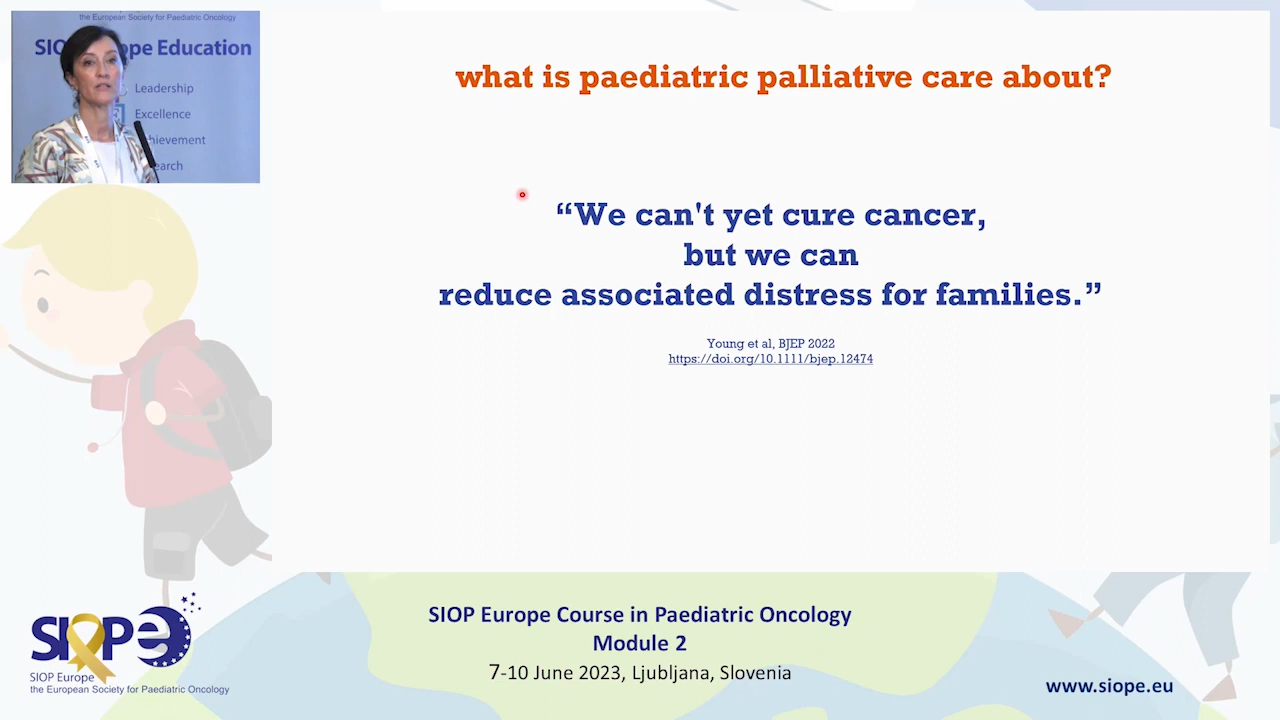 the European Society for Paediatric Oncology
SIO ope Education
Leadership
Excellence
hievement
earch
what is paediatric palliative care about?
“We can't yet cure cancer,
but we can
reduce associated distress for families.”
Young et al, BJEP 2022
https://doi.org/10.1111/bjep.12474
SIOP Europe Course in Paediatric Oncology
Module 2
7-10 June 2023, Ljubljana, Slovenia
SIOPe
SIOP Europe
the European Society for Paediatric Oncology
www.siope.eu